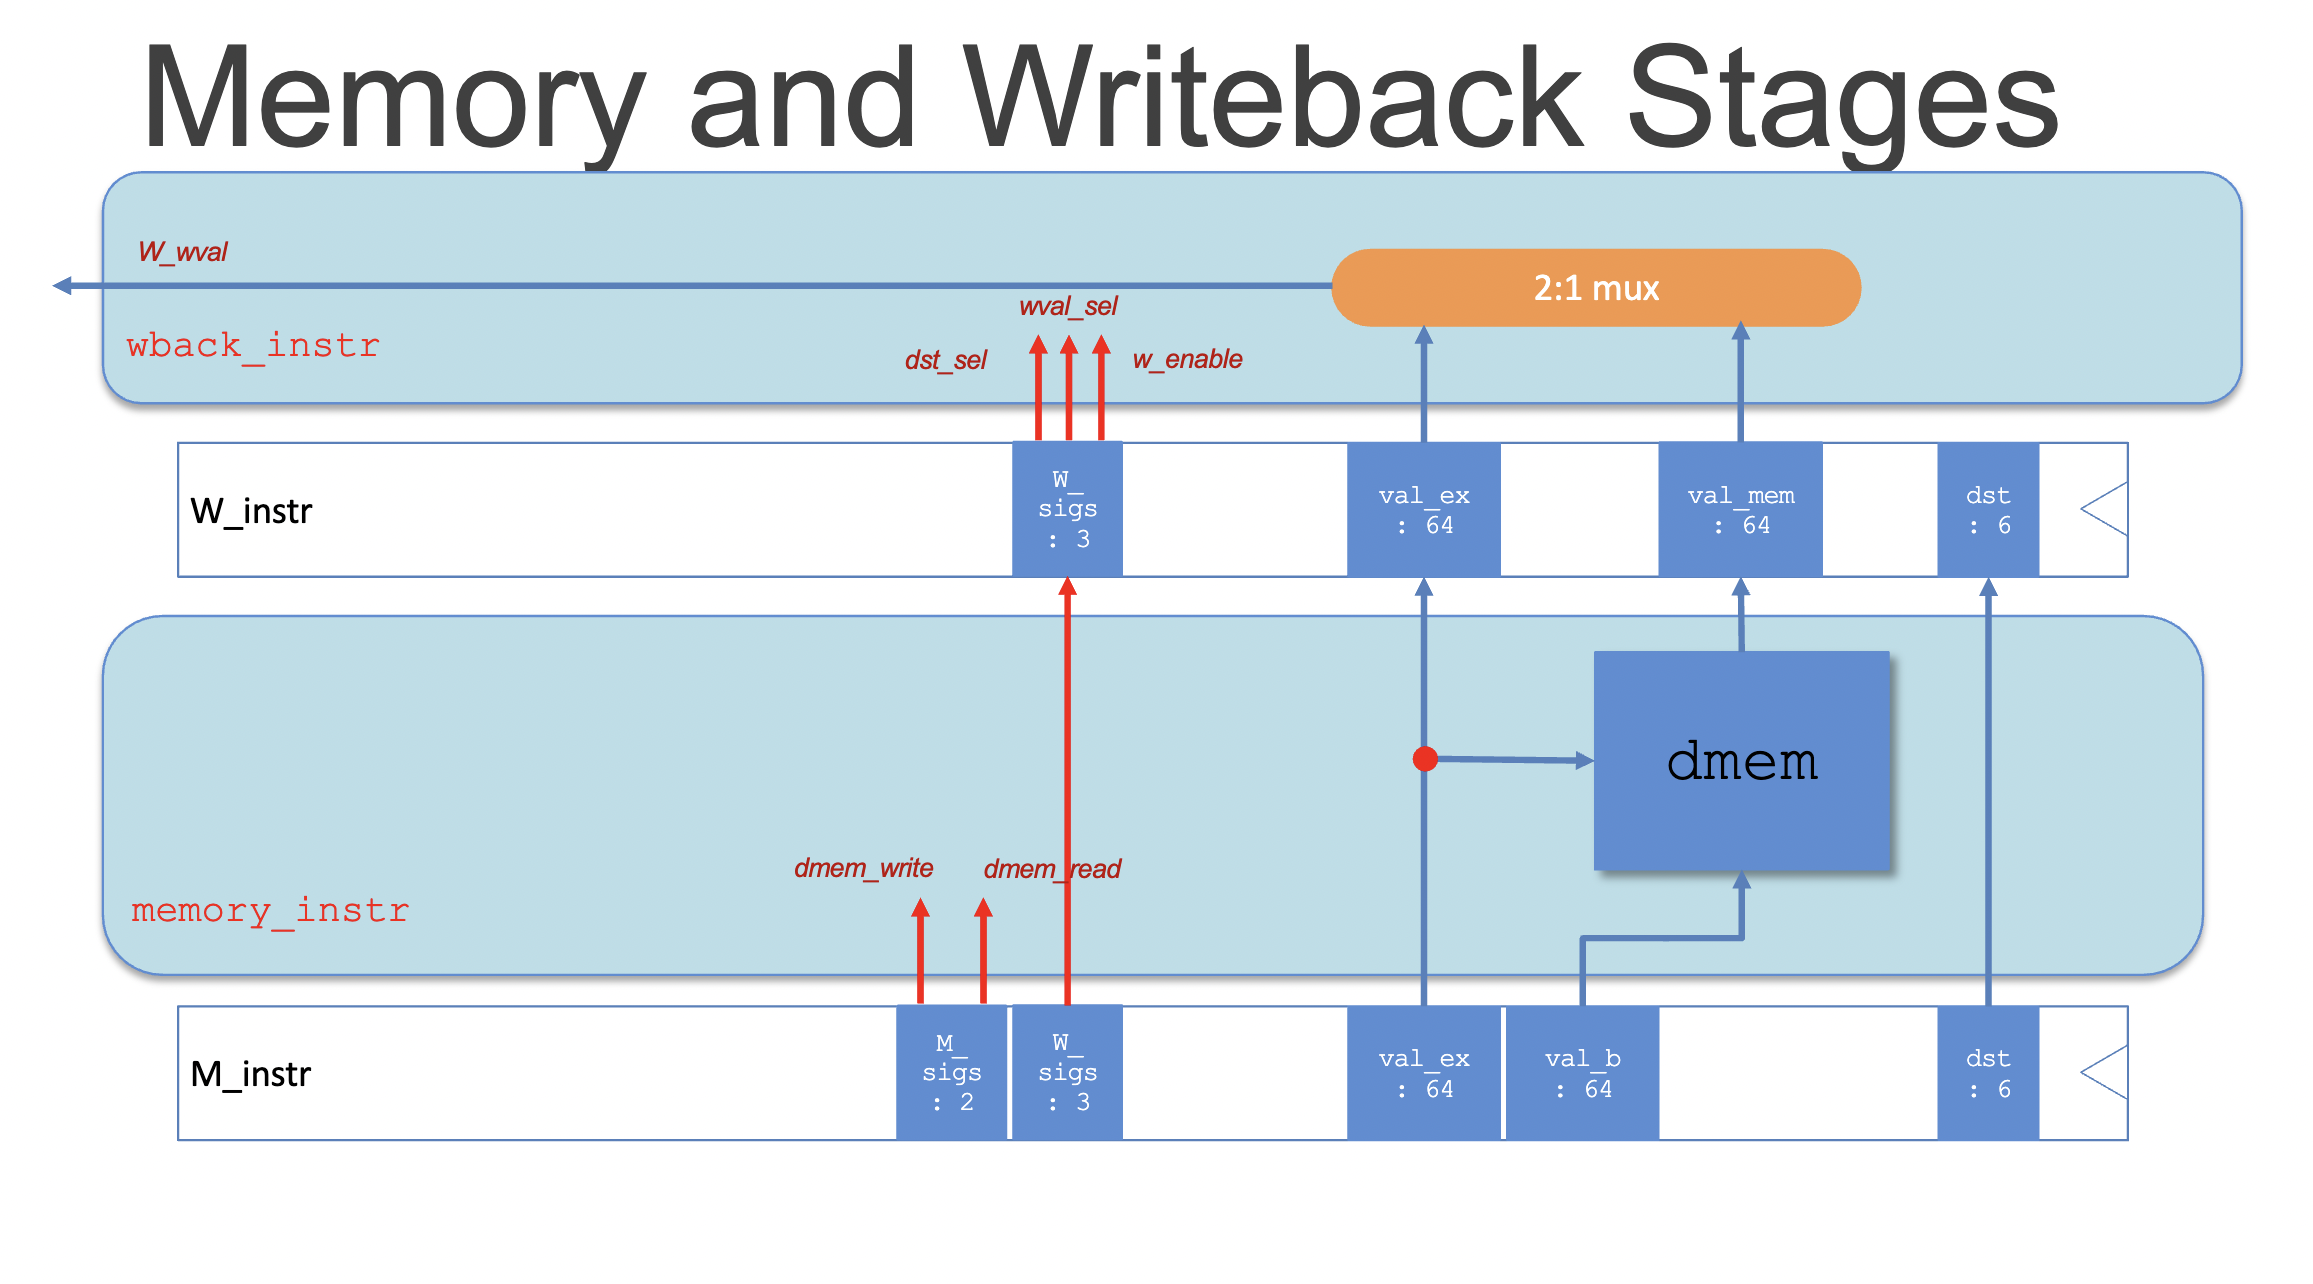 Memory and Writeback Stages
W_wval
2:1 mux
wval_sel
wback_instr
dst_sel
w_enable
W_instr
W_
sigs
: 3
val_ex
: 64
val_mem
: 64
dst
: 6
dmem
dmem_write
dmem_read
memory_instr
M_instr
M_
sigs
: 2
W_
sigs
: 3
val_ex
: 64
val_b
: 64
dst
: 6